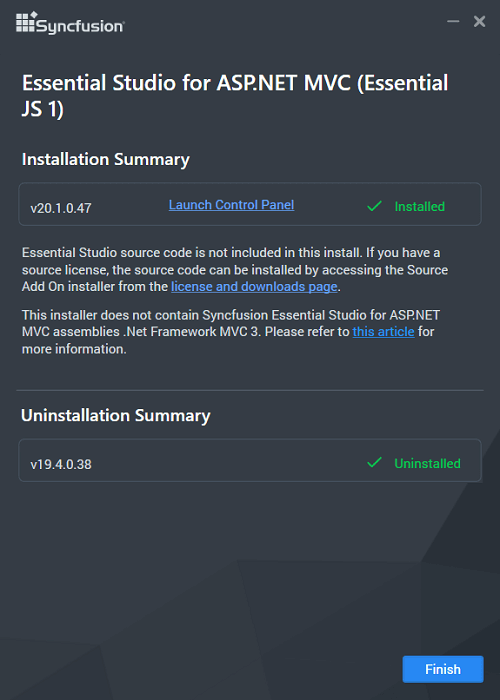 Syncfusion
Essential Studio for ASP.NET MVC (Essential
JS 1)
Installation Summary
v20.1.0.47 Launch Control Panel Installed
Essential Studio source code is not included in this install. If you have a
source license, the source code can be installed by accessing the Source
Add On installer from the license and downloads page.
This installer does not contain Syncfusion Essential Studio for ASP.NET
MVC assemblies .Net Framework MVC 3. Please refer to this article for
more information.
Uninstallation Summary
v19.4.0.38 Uninstalled
Finish